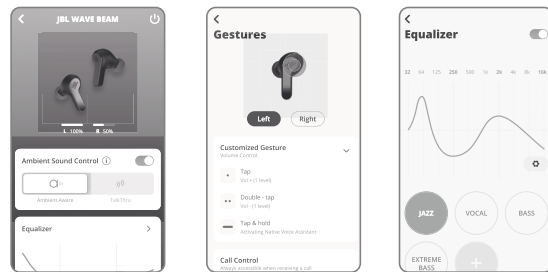 JBL WAVE BEAM
L 100% R 50%
Ambient Sound Control
Ambient Aware
TalkThru
Equalizer
Gestures
Left
Right
Customized Gesture
Volume Control
Tap
Vol + (1 level)
Double - tap
Vol - (1 level)
Tap & hold
Activating Native Voice Assistant
Call Control
Always accessible when receiving a call
Equalizer
32 64 125 250 500 1k 2k 4k 8k 16k
JAZZ
VOCAL
BASS
EXTREME
BASS